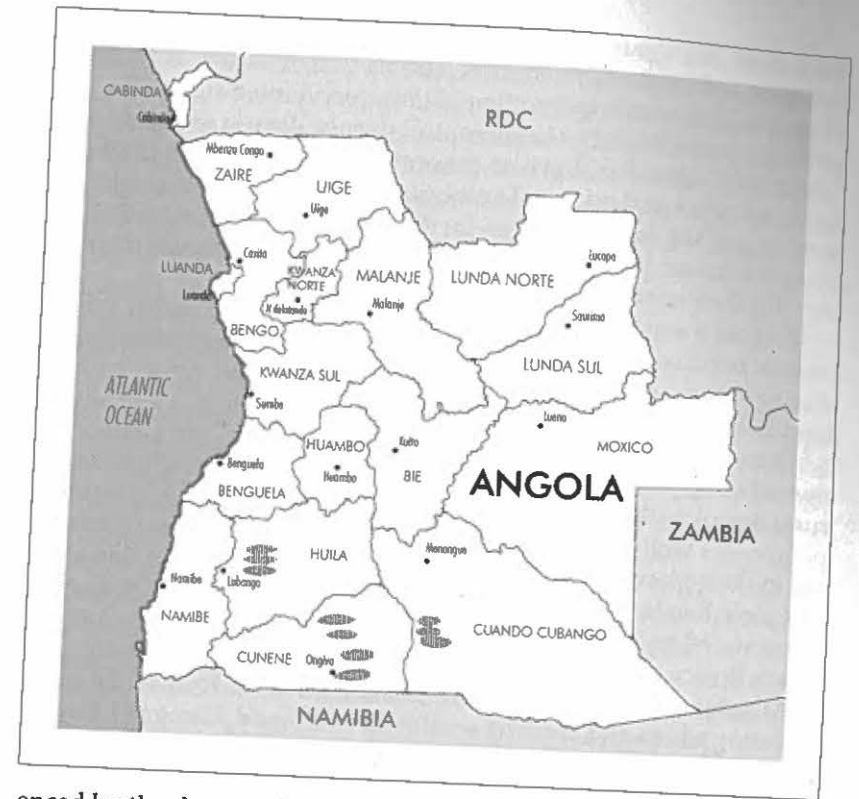 CABINDA
Cabinda
RDC
Mbenza Congo
ZAIRE
UIGE
Uige
LUANDA
Luanda
Caxito
KWANZA
NORTE
N'dalatando
BENGO
MALANJE
Malanje
LUNDA NORTE
Lucapa
Saurimo
LUNDA SUL
ATLANTIC
OCEAN
KWANZA SUL
Sumbe
HUAMBO
Huambo
Kuito
BIE
Luena
MOXICO
ANGOLA
Benguela
BENGUELA
ZAMBIA
HUILA
Lubango
Menongue
Namibe
NAMIBE
CUNENE
Ongiva
CUANDO CUBANGO
NAMIBIA